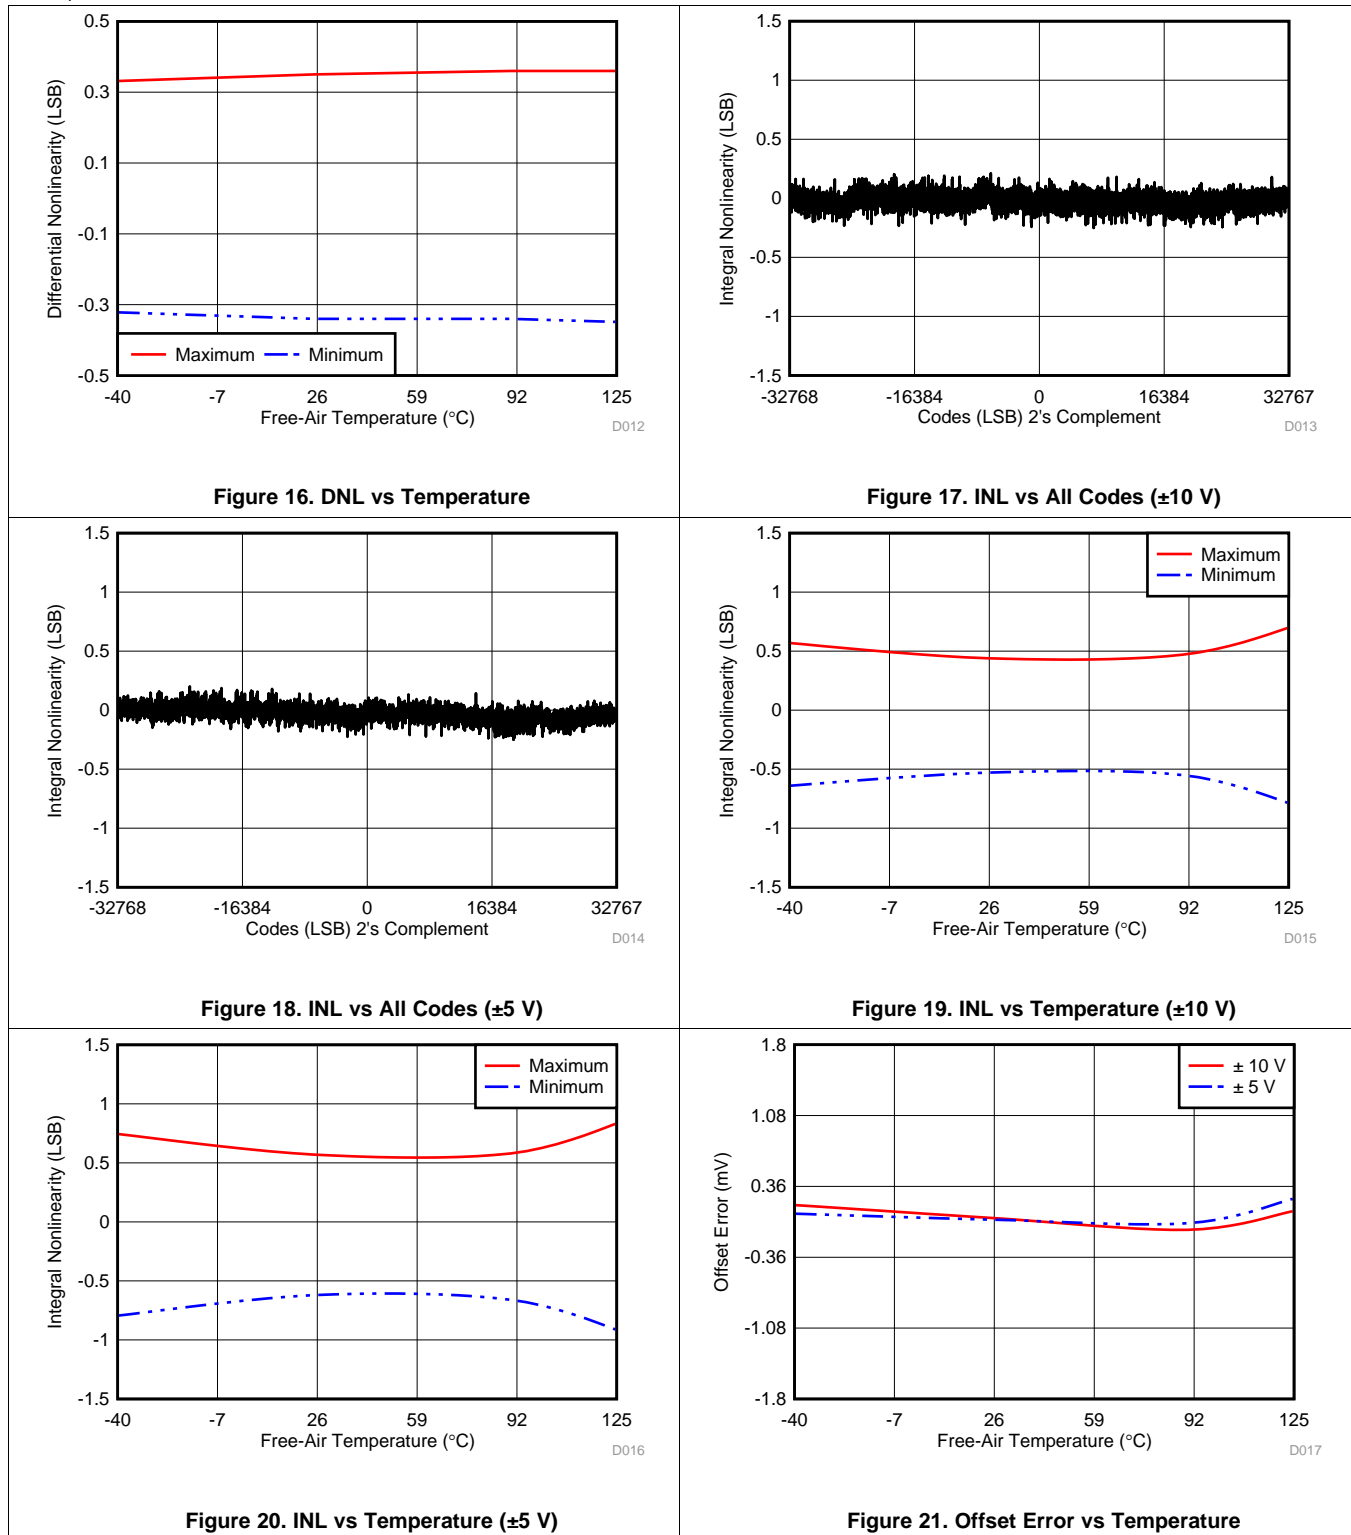 0.5
0.3
0.1
-0.1
-0.3
-0.5
Differential Nonlinearity (LSB)
Maximum
Minimum
-40
-7
26
59
92
125
Free-Air Temperature (°C)
D012
Figure 16. DNL vs Temperature
1.5
1
0.5
0
-0.5
-1
-1.5
Integral Nonlinearity (LSB)
-32768
-16384
0
16384
32767
Codes (LSB) 2's Complement
D013
Figure 17. INL vs All Codes (±10 V)
1.5
1
0.5
0
-0.5
-1
-1.5
Integral Nonlinearity (LSB)
-32768
-16384
0
16384
32767
Codes (LSB) 2's Complement
D014
Figure 18. INL vs All Codes (±5 V)
1.5
1
0.5
0
-0.5
-1
-1.5
Integral Nonlinearity (LSB)
Maximum
Minimum
-40
-7
26
59
92
125
Free-Air Temperature (°C)
D015
Figure 19. INL vs Temperature (±10 V)
1.5
1
0.5
0
-0.5
-1
-1.5
Integral Nonlinearity (LSB)
Maximum
Minimum
-40
-7
26
59
92
125
Free-Air Temperature (°C)
D016
Figure 20. INL vs Temperature (±5 V)
1.8
1.08
0.36
-0.36
-1.08
-1.8
Offset Error (mV)
± 10 V
± 5 V
-40
-7
26
59
92
125
Free-Air Temperature (°C)
D017
Figure 21. Offset Error vs Temperature